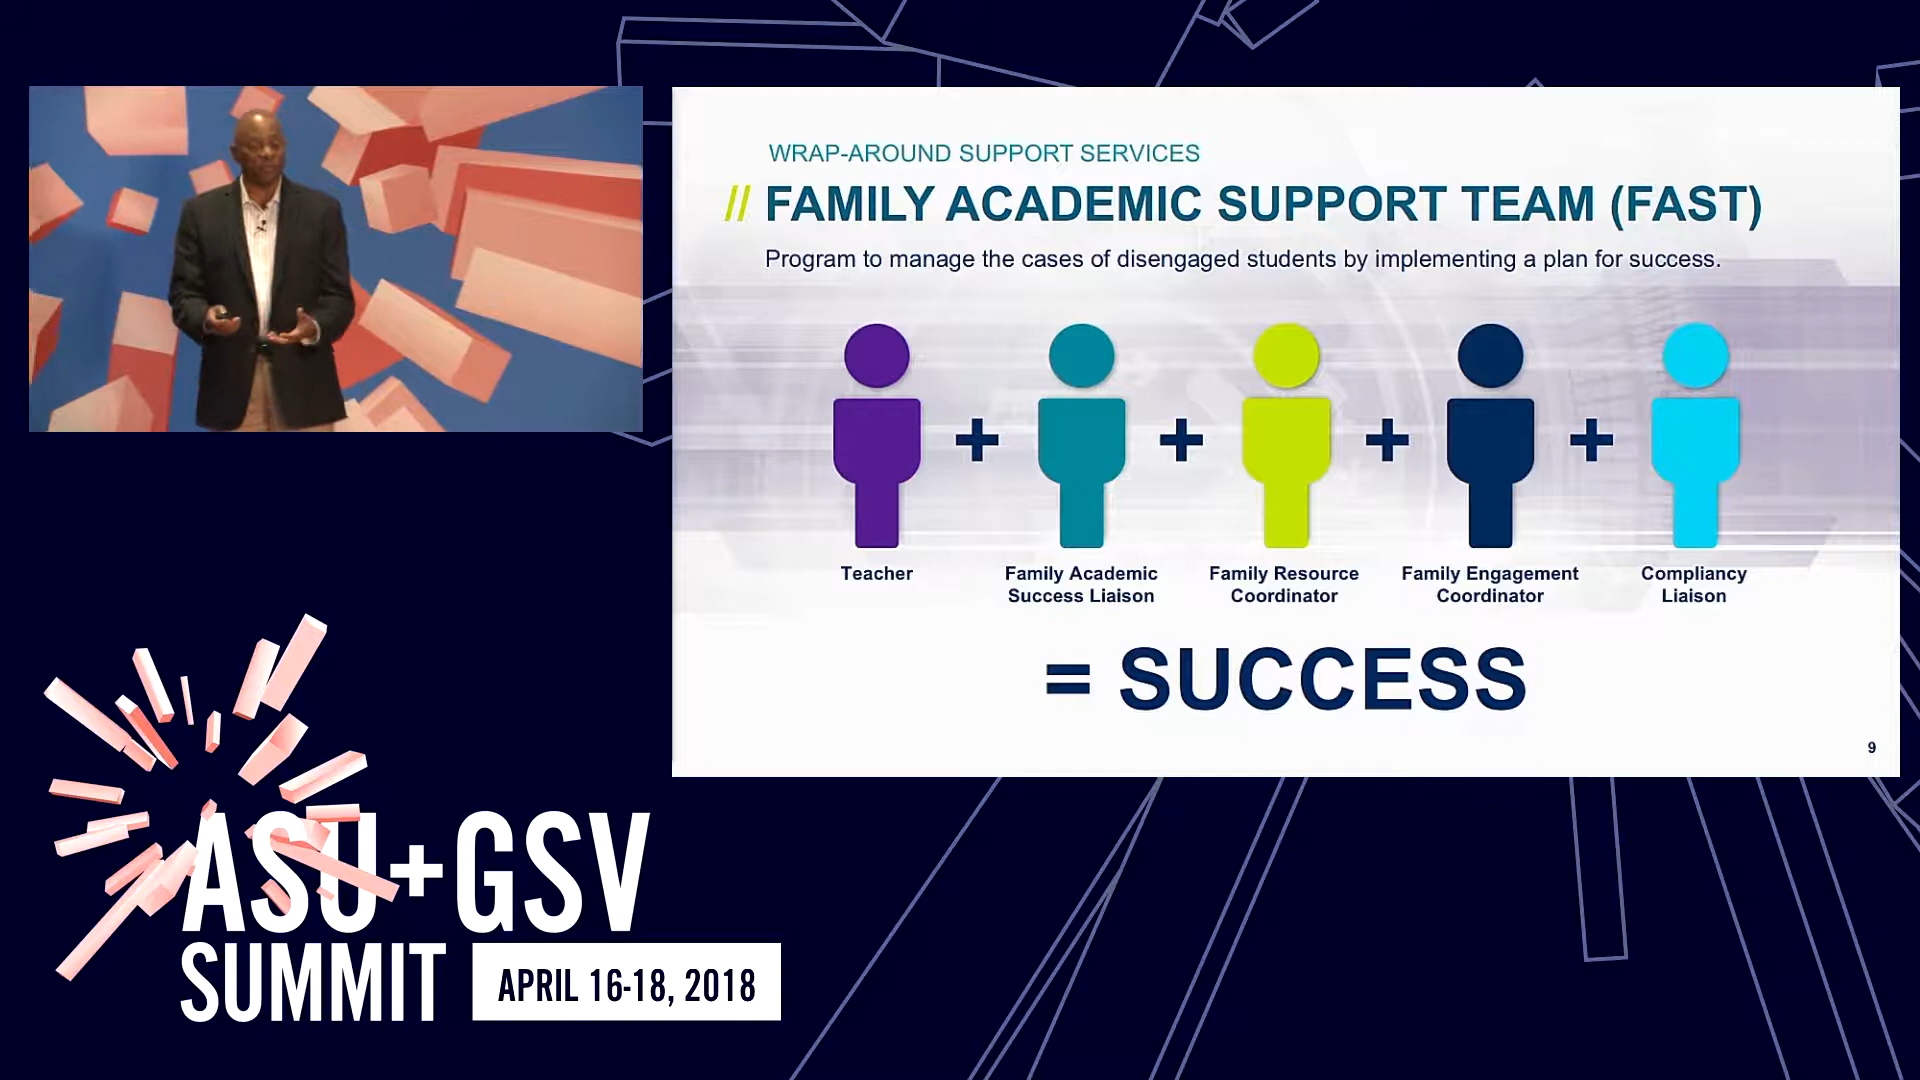 WRAP-AROUND SUPPORT SERVICES
// FAMILY ACADEMIC SUPPORT TEAM (FAST)
Program to manage the cases of disengaged students by implementing a plan for success.
+ + + +
Teacher
Family Academic
Success Liaison
Family Resource
Coordinator
Family Engagement
Coordinator
Compliancy
Liaison
= SUCCESS
9
ASU+GSV
SUMMIT
APRIL 16-18, 2018